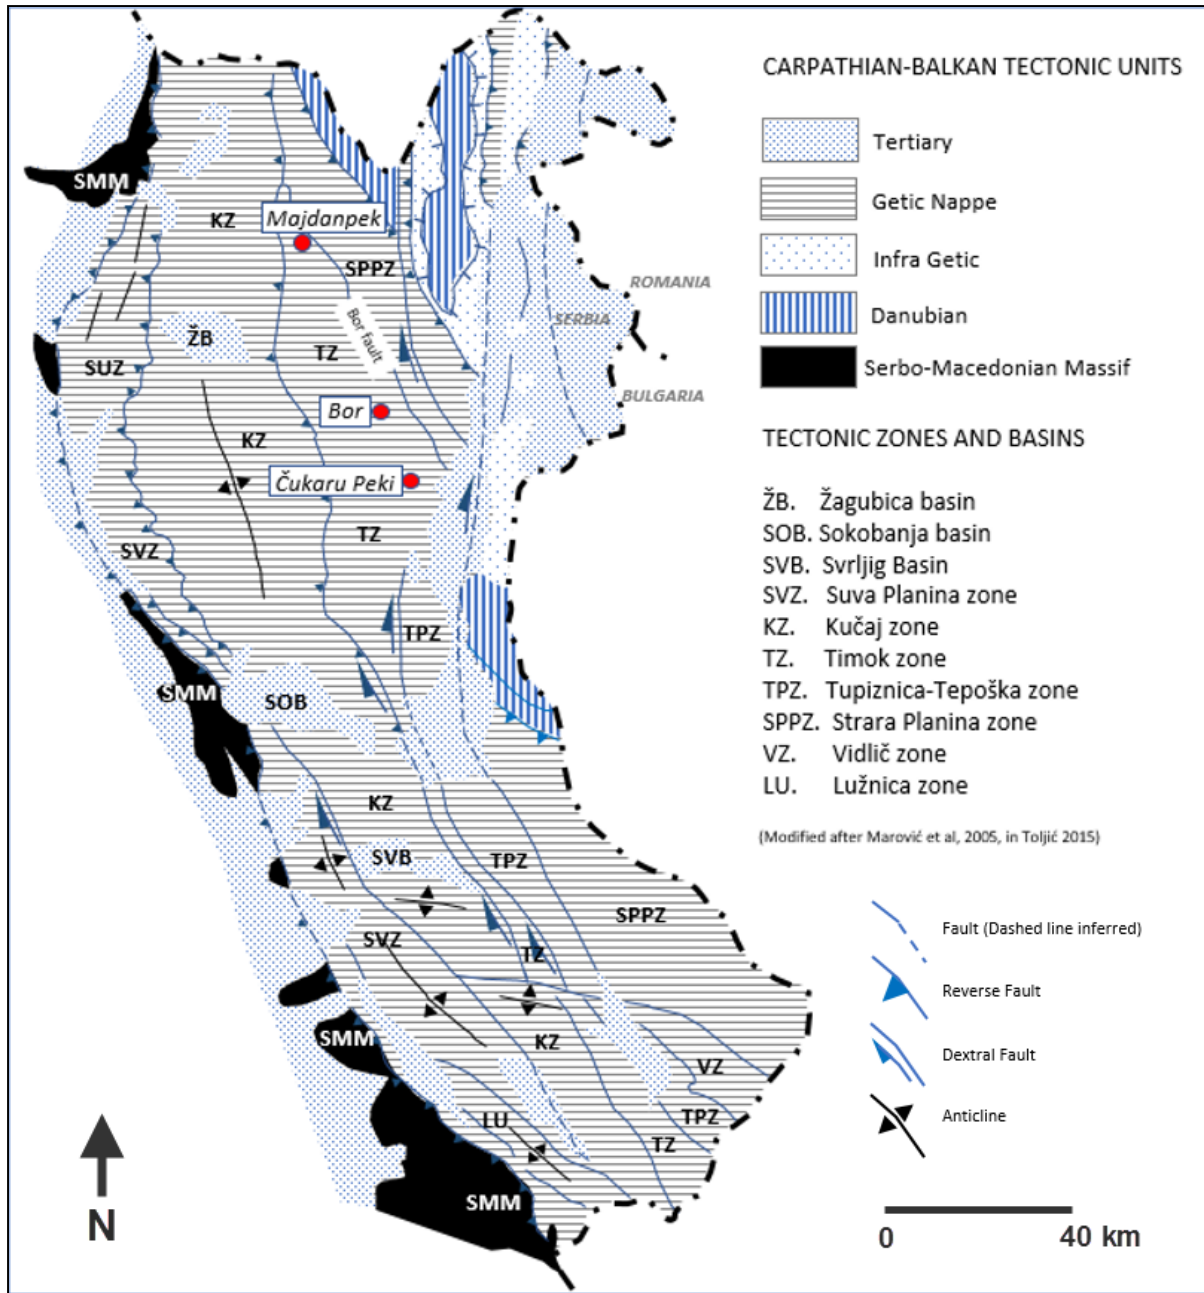 CARPATHIAN-BALKAN TECTONIC UNITS
Tertiary
Getic Nappe
Infra Getic
Danubian
Serbo-Macedonian Massif
TECTONIC ZONES AND BASINS
ŽB. Žagubica basin
SOB. Sokobanja basin
SVB. Svrljig Basin
SVZ. Suva Planina zone
KZ. Kučaj zone
TZ. Timok zone
TPZ. Tupiznica-Tepoška zone
SPPZ. Strara Planina zone
VZ. Vidlič zone
LU. Lužnica zone
(Modified after Marović et al, 2005, in Toljić 2015)
Fault (Dashed line inferred)
Reverse Fault
Dextral Fault
Anticline
0 40 km
N
SMM
KZ
Majdanpek
SPPZ
ROMANIA
SERBIA
BULGARIA
Bor fault
ŽB
TZ
SUZ
Bor
KZ
Čukaru Peki
TZ
SVZ
TPZ
SMM
SOB
KZ
SVB
TPZ
SPPZ
SVZ
TZ
SMM
KZ
VZ
LU
TPZ
TZ
SMM